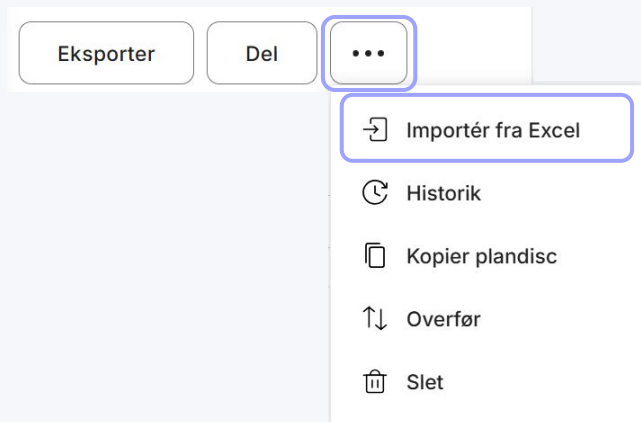 Eksporter
Del
Importér fra Excel
Historik
Kopier plandisc
Overfør
Slet